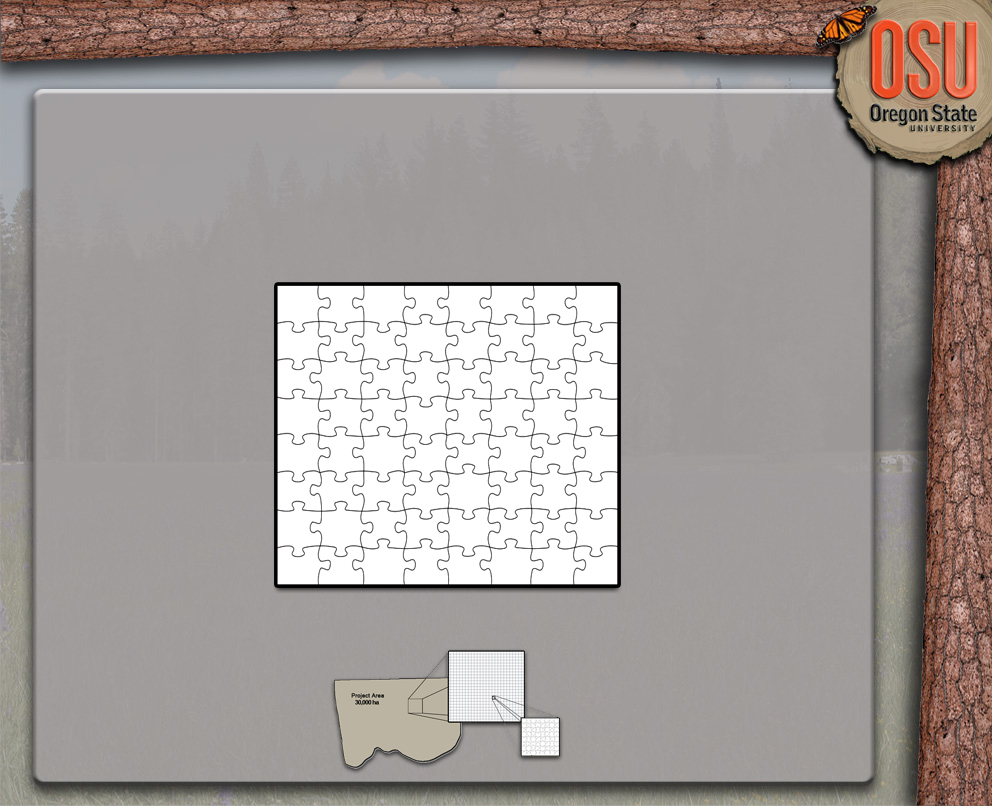 OSU
Oregon State
UNIVERSITY
Project Area
30,000 ha